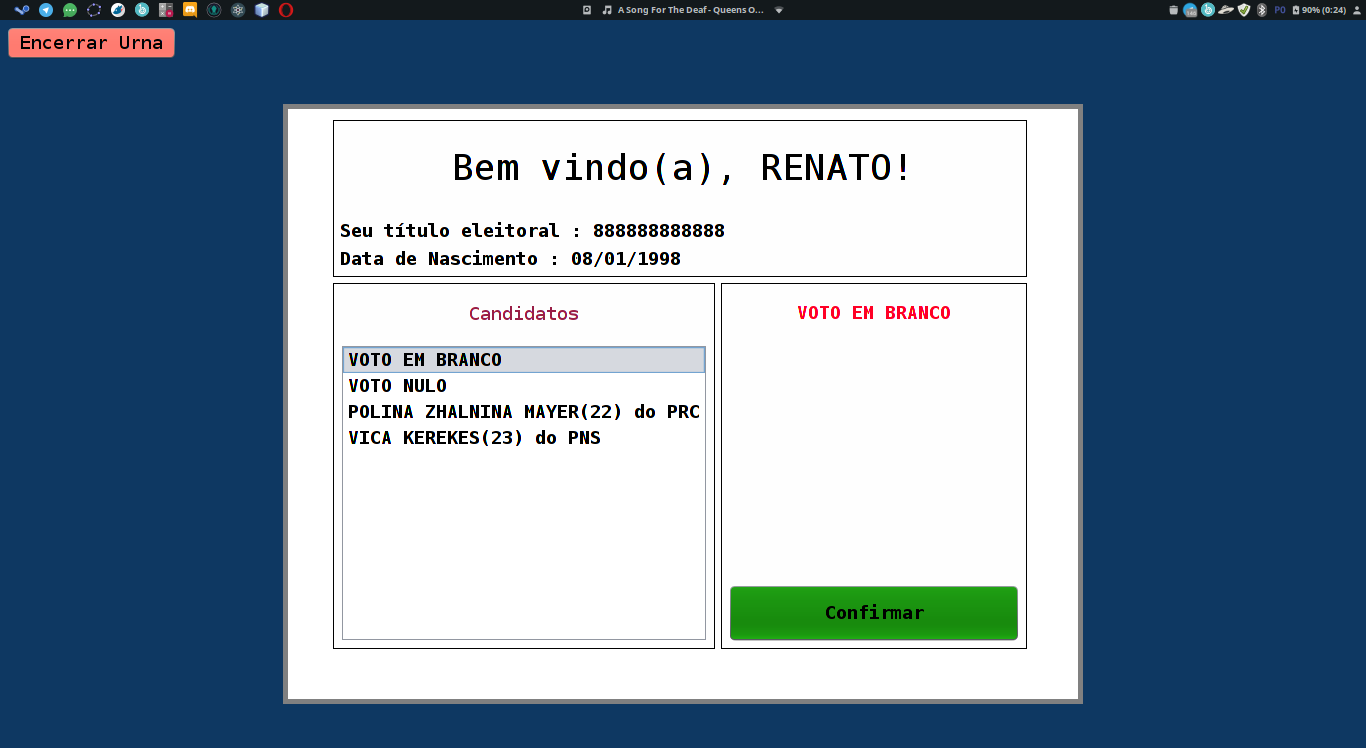 A Song For The Deaf - Queens O...
PO
90% (0:24)
Encerrar Urna
Bem vindo(a), RENATO!
Seu título eleitoral : 888888888888
Data de Nascimento : 08/01/1998
Candidatos
VOTO EM BRANCO
VOTO NULO
POLINA ZHALNINA MAYER(22) do PRC
VICA KEREKES(23) do PNS
VOTO EM BRANCO
Confirmar